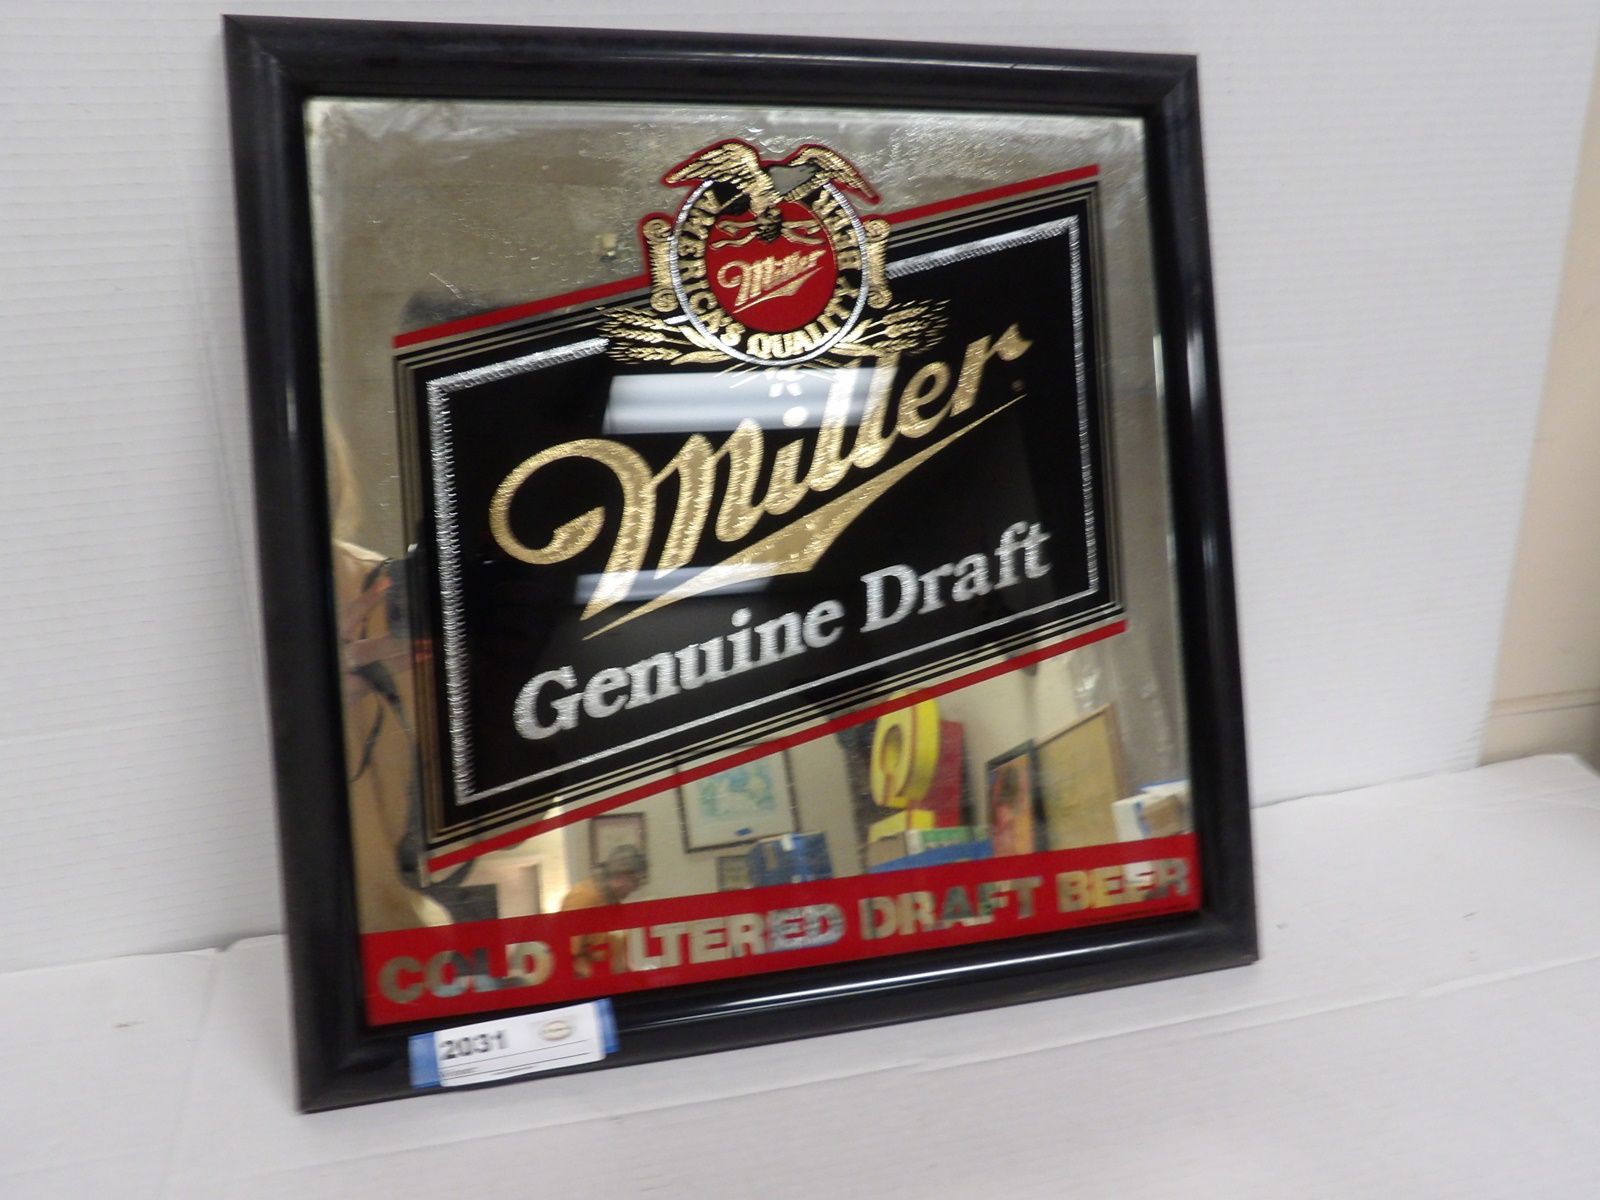 AMERICA'S QUALITY BEER
Miller
Miller
Genuine Draft
COLD FILTERED DRAFT BEER
2031